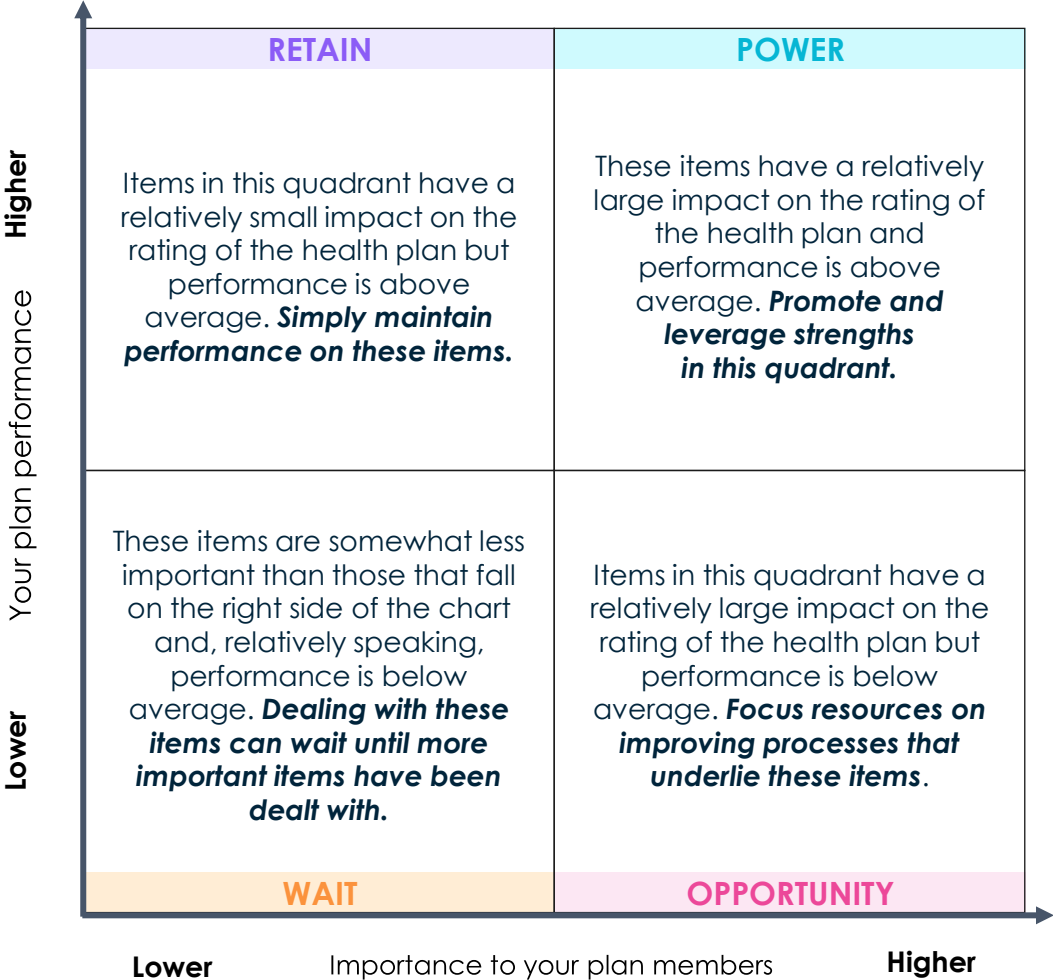 RETAIN
Items in this quadrant have a
relatively small impact on the
rating of the health plan but
performance is above
average. Simply maintain
performance on these items.
POWER
These items have a relatively
large impact on the rating of
the health plan and
performance is above
average. Promote and
leverage strengths
in this quadrant.
These items are somewhat less
important than those that fall
on the right side of the chart
and, relatively speaking,
performance is below
average. Dealing with these
items can wait until more
important items have been
dealt with.
WAIT
Items in this quadrant have a
relatively large impact on the
rating of the health plan but
performance is below
average. Focus resources on
improving processes that
underlie these items.
OPPORTUNITY
Lower Your plan performance Higher
Lower Importance to your plan members Higher